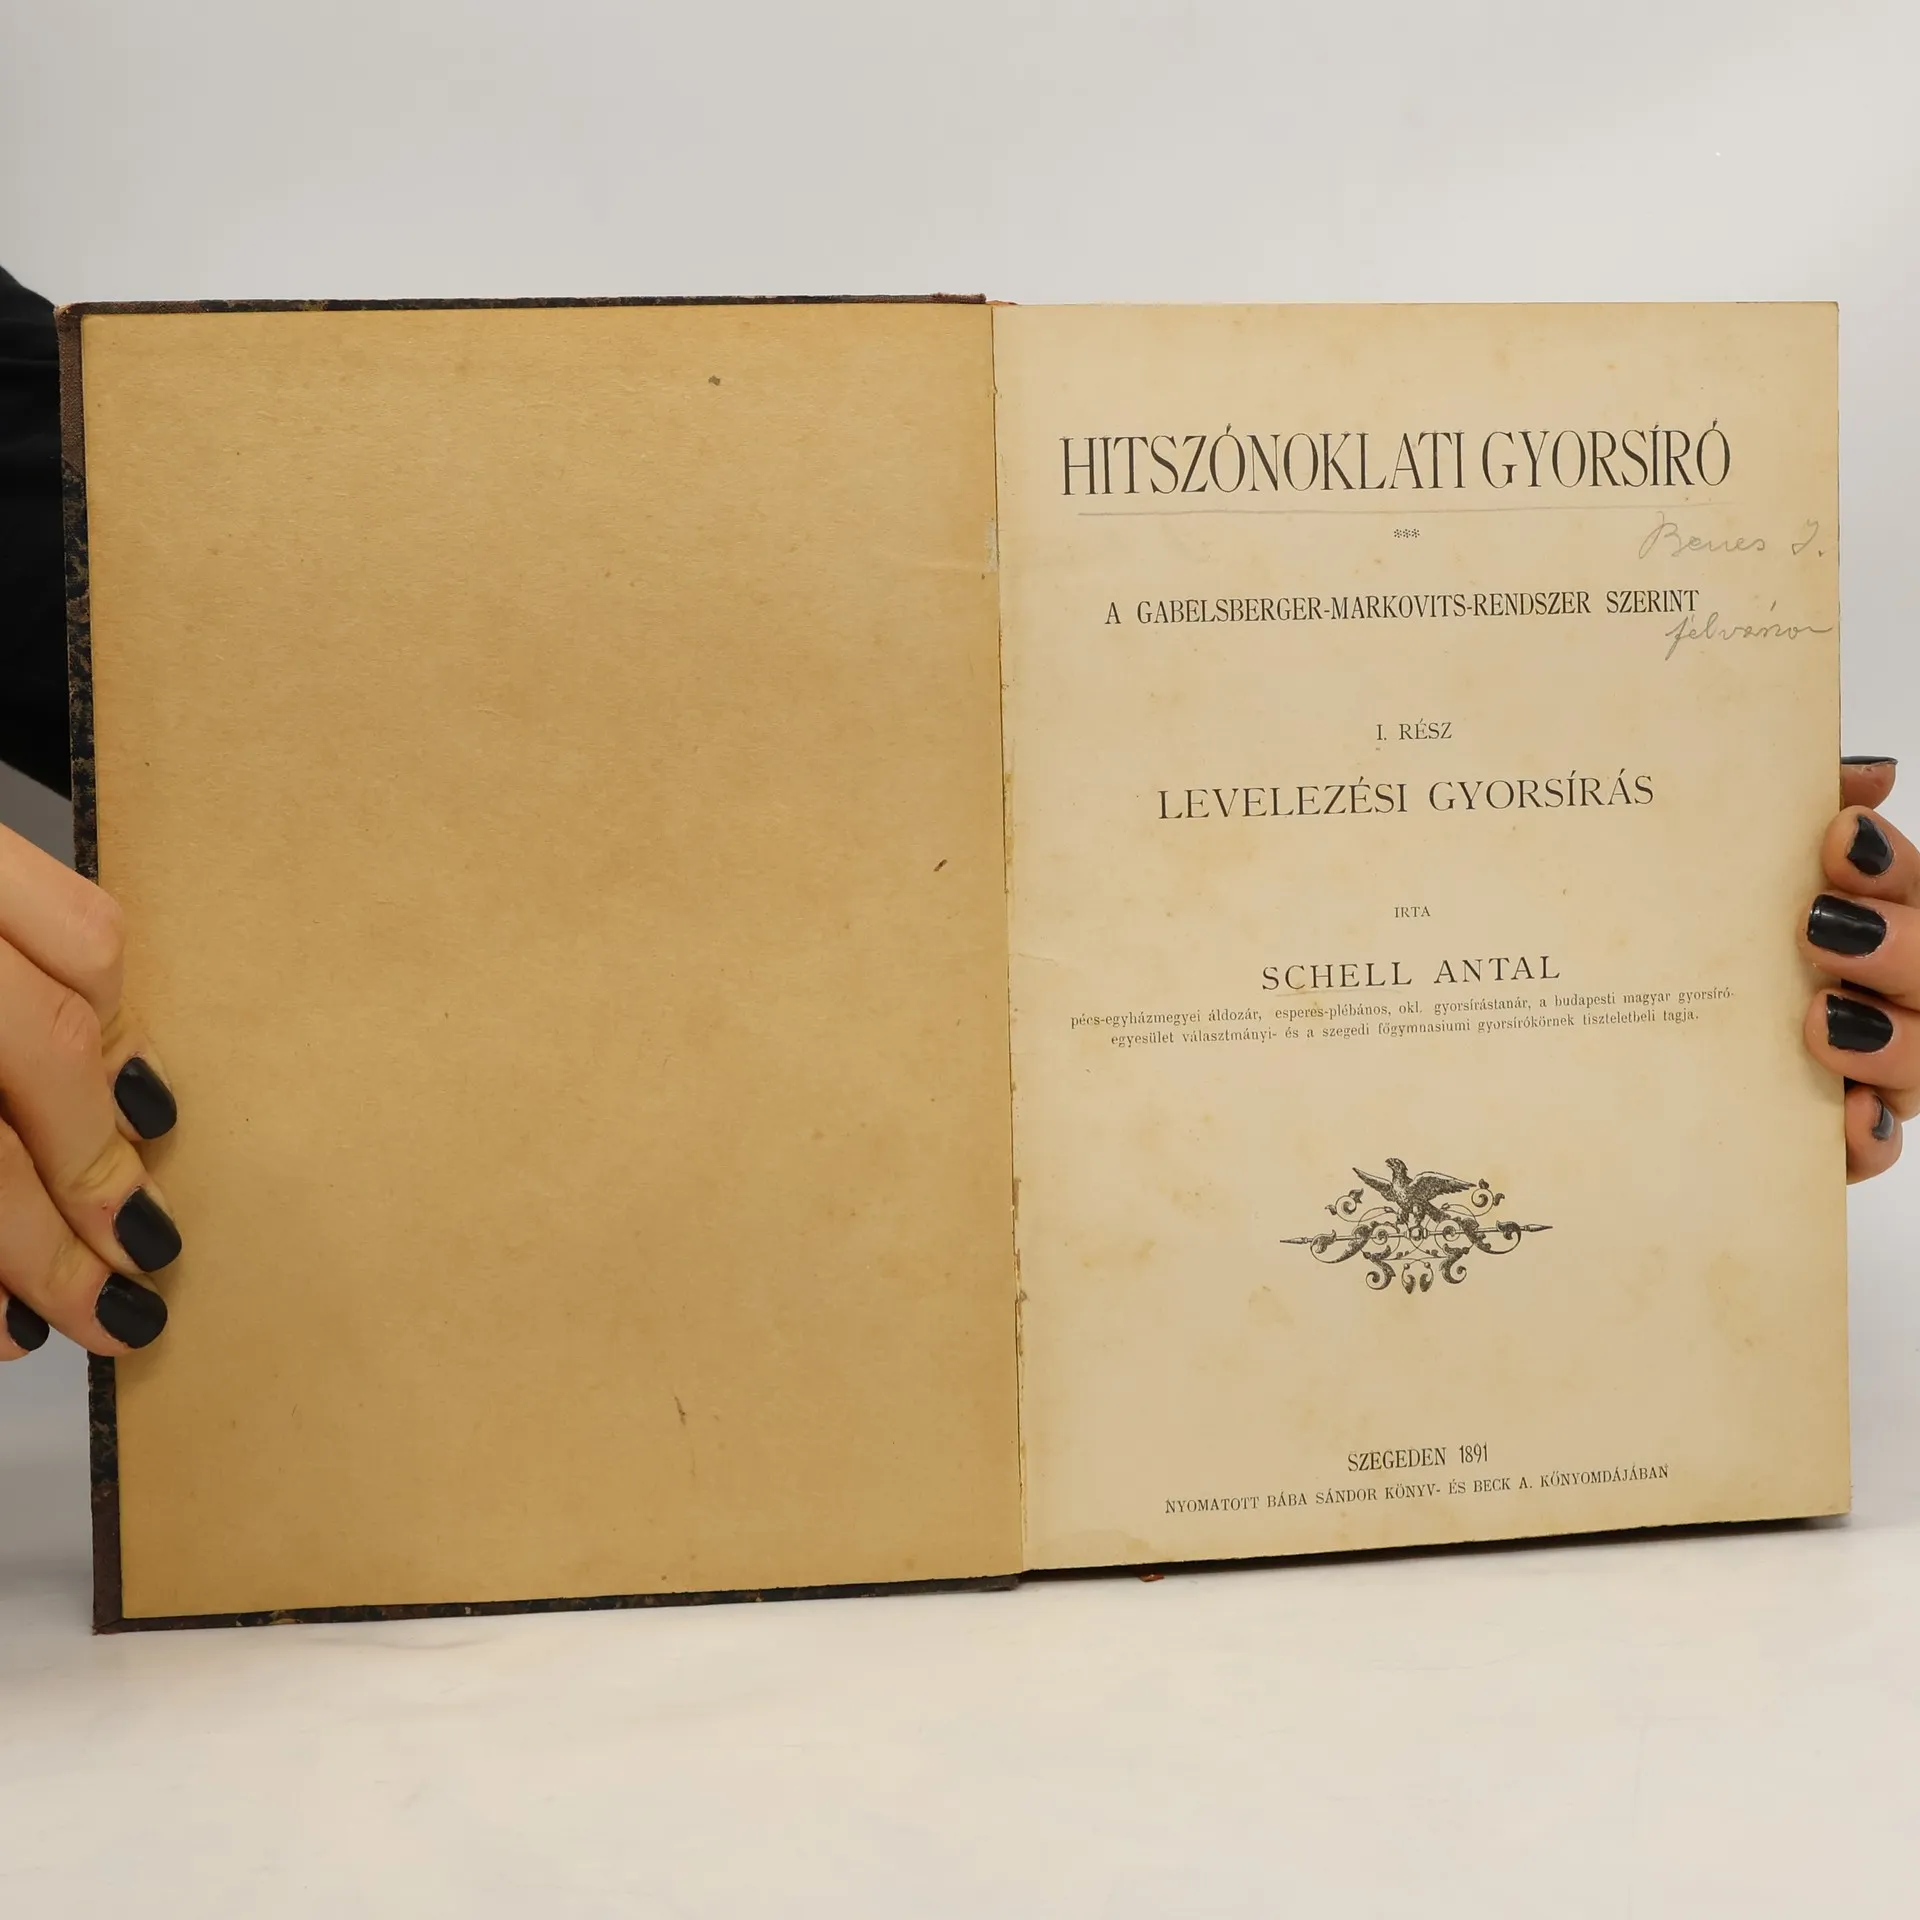 HITSZÓNOKLATI GYORSÍRÓ
Benes J.
A GABELSBERGER-MARKOVITS-RENDSZER SZERINT
I. RÉSZ
LEVELEZÉSI GYORSÍRÁS
IRTA
SCHELL ANTAL
pécs-egyházmegyei áldozár, esperes-plébános, okl. gyorsírástanár, a budapesti magyar gyorsíró-
egyesület választmányi- és a szegedi főgymnasiumi gyorsírókörnek tiszteletbeli tagja.
SZEGEDEN 1891
NYOMATOTT BÁBA SÁNDOR KÖNYV- ÉS BECK A. KŐNYOMDÁJÁBAN